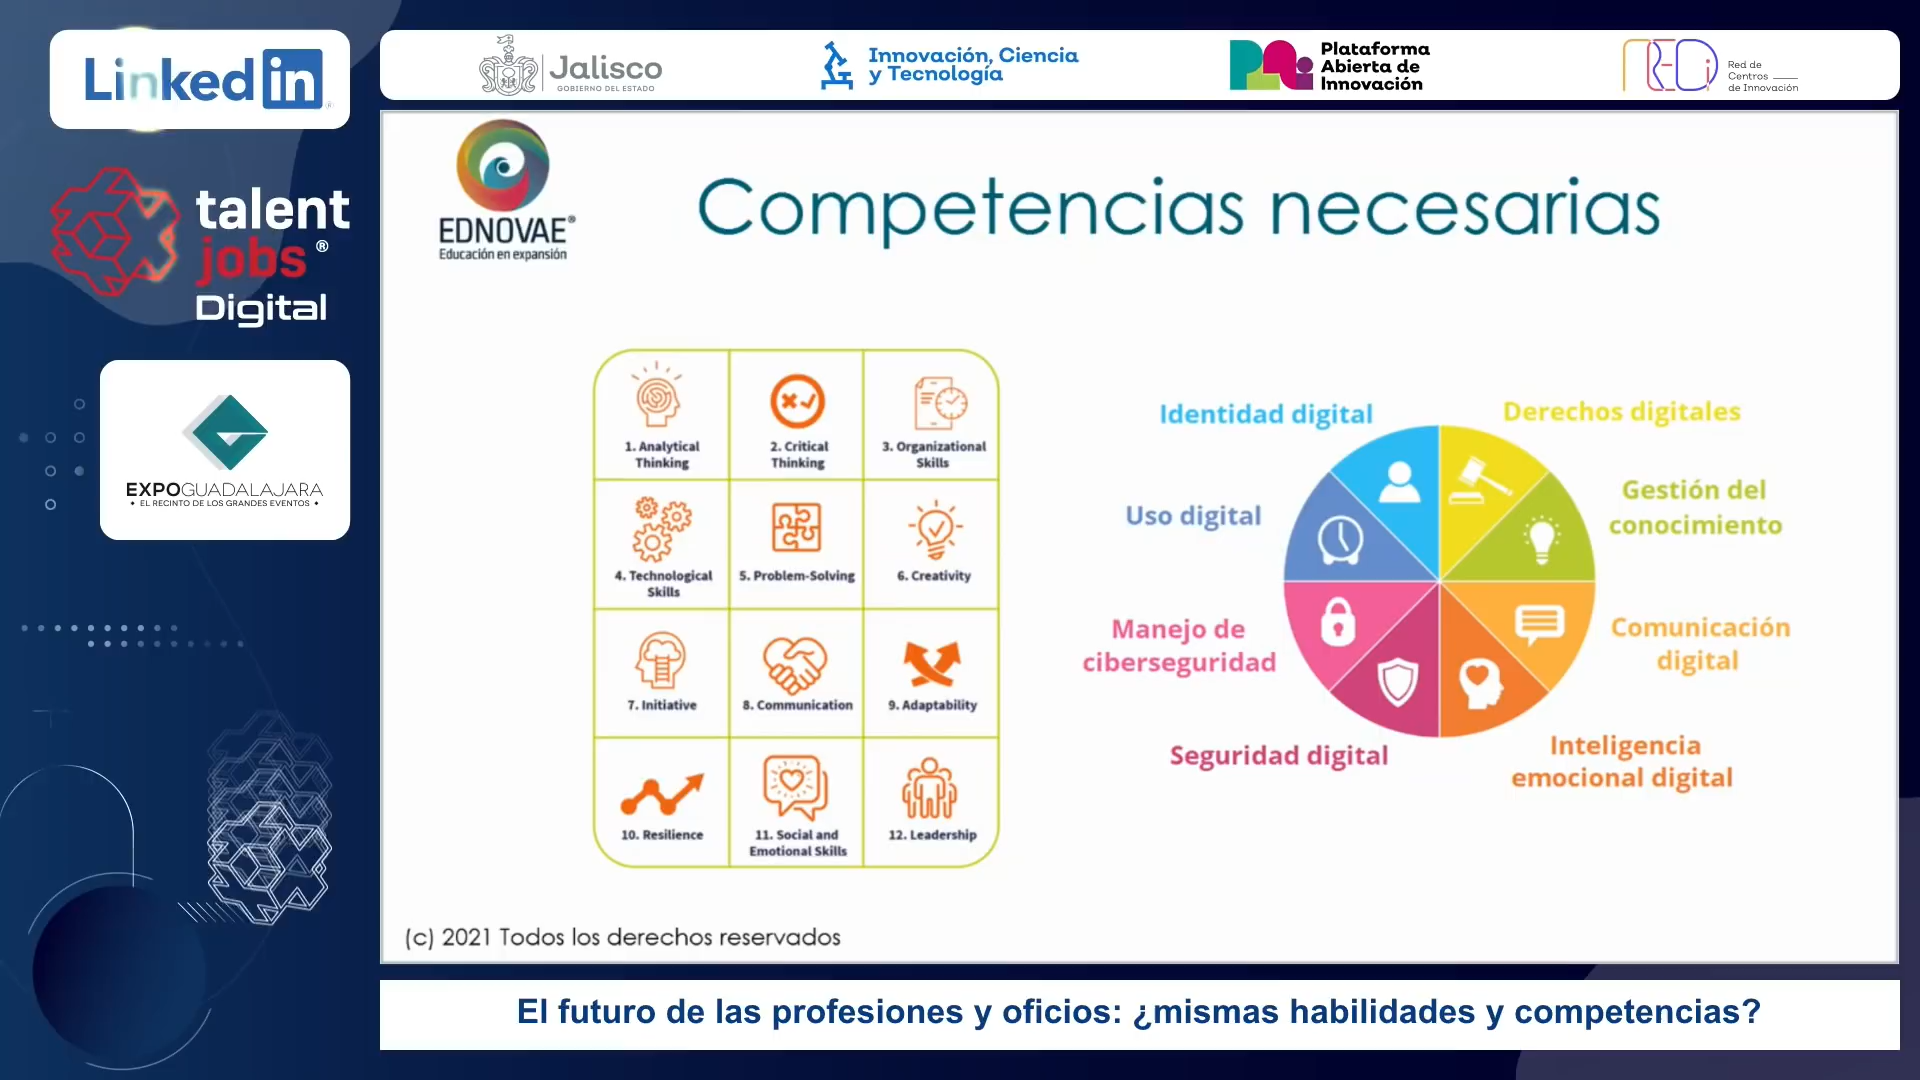 LinkedIn
talent
jobs®
Digital
EXPOGUADALAJARA
• EL RECINTO DE LOS GRANDES EVENTOS •
Jalisco
GOBIERNO DEL ESTADO
Innovación, Ciencia
y Tecnología
Plataforma
Abierta de
Innovación
REDi
Red de
Centros
de Innovación
EDNOVAE®
Educación en expansión
Competencias necesarias
1. Analytical
Thinking
2. Critical
Thinking
3. Organizational
Skills
4. Technological
Skills
5. Problem-Solving
6. Creativity
7. Initiative
8. Communication
9. Adaptability
10. Resilience
11. Social and
Emotional Skills
12. Leadership
Identidad digital
Derechos digitales
Uso digital
Gestión del
conocimiento
Manejo de
ciberseguridad
Comunicación
digital
Seguridad digital
Inteligencia
emocional digital
(c) 2021 Todos los derechos reservados
El futuro de las profesiones y oficios: ¿mismas habilidades y competencias?